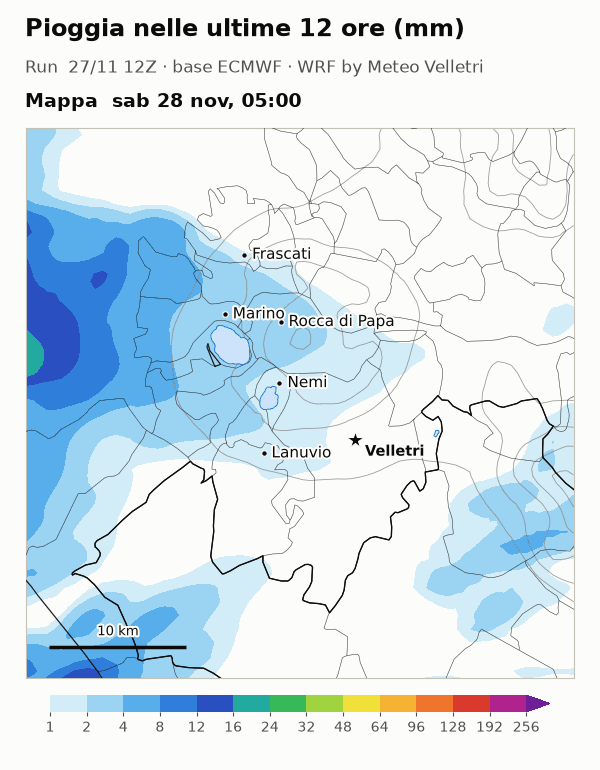 Pioggia nelle ultime 12 ore (mm)
Run  27/11 12Z · base ECMWF · WRF by Meteo Velletri
Mappa  sab 28 nov, 05:00
Frascati
Marino
Rocca di Papa
Nemi
Lanuvio
Velletri
10 km
1 2 4 8 12 16 24 32 48 64 96 128 192 256